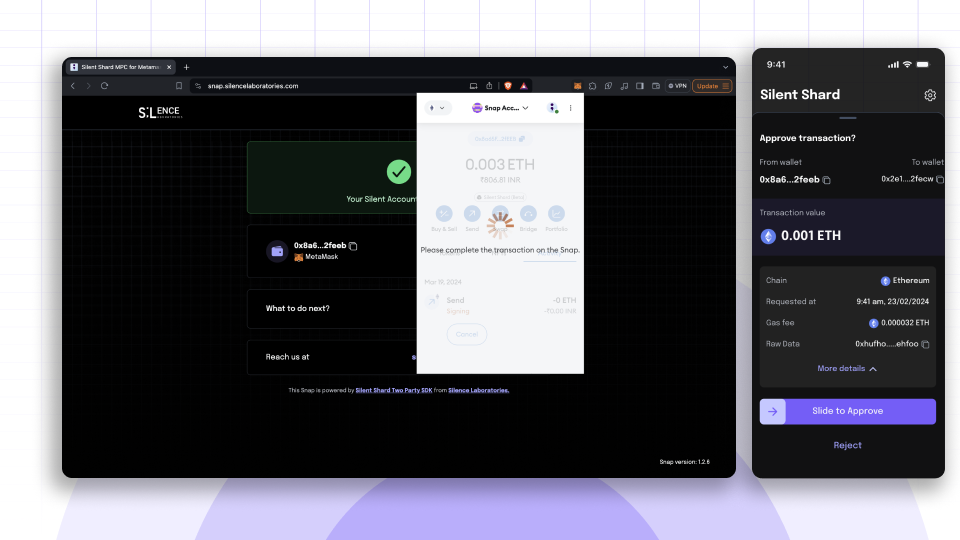 Silent Shard MPC for Metama
snap.silencelaboratories.com
VPN
Update
SiLENCE
LABORATORIES
Your Silent Account
0x8a6...2feeb
MetaMask
What to do next?
Reach us at
s
This Snap is powered by Silent Shard Two Party SDK from Silence Laboratories.
Snap version: 1.2.6
Snap Acc...
0.003 ETH
₹806.81 INR
Buy & Sell
Send
Bridge
Portfolio
Please complete the transaction on the Snap.
Mar 18, 2024
Send
-0 ETH
Signing
-₹0.00 INR
Cancel
9:41
Silent Shard
Approve transaction?
From wallet
To wallet
0x8a6...2feeb
0x2e1....2fecw
Transaction value
0.001 ETH
Chain
Ethereum
Requested at
9:41 am, 23/02/2024
Gas fee
0.000032 ETH
Raw Data
0xhufho.....ehfoo
More details
Slide to Approve
Reject